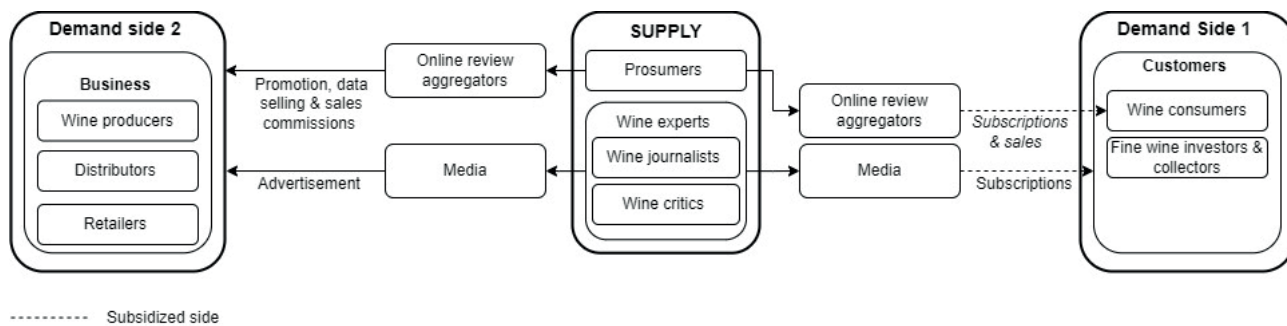 Demand side 2
Business
Wine producers
Distributors
Retailers
Promotion, data
selling & sales
commissions
Advertisement
Online review
aggregators
Media
SUPPLY
Prosumers
Wine experts
Wine journalists
Wine critics
Online review
aggregators
Media
Subscriptions
& sales
Subscriptions
Demand Side 1
Customers
Wine consumers
Fine wine investors &
collectors
Subsidized side